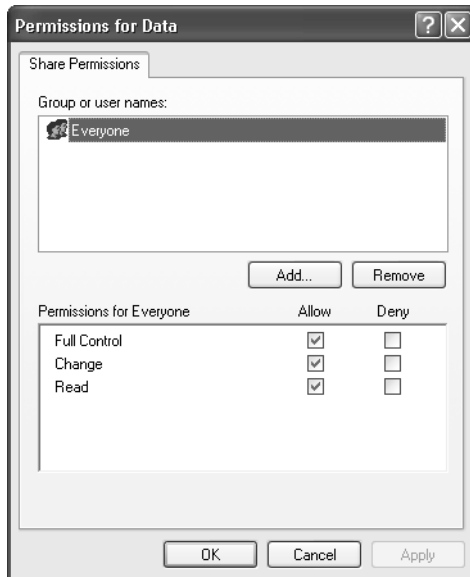 Permissions for Data
Share Permissions
Group or user names:
Everyone
Add... Remove
Permissions for Everyone Allow Deny
Full Control
Change
Read
OK Cancel Apply